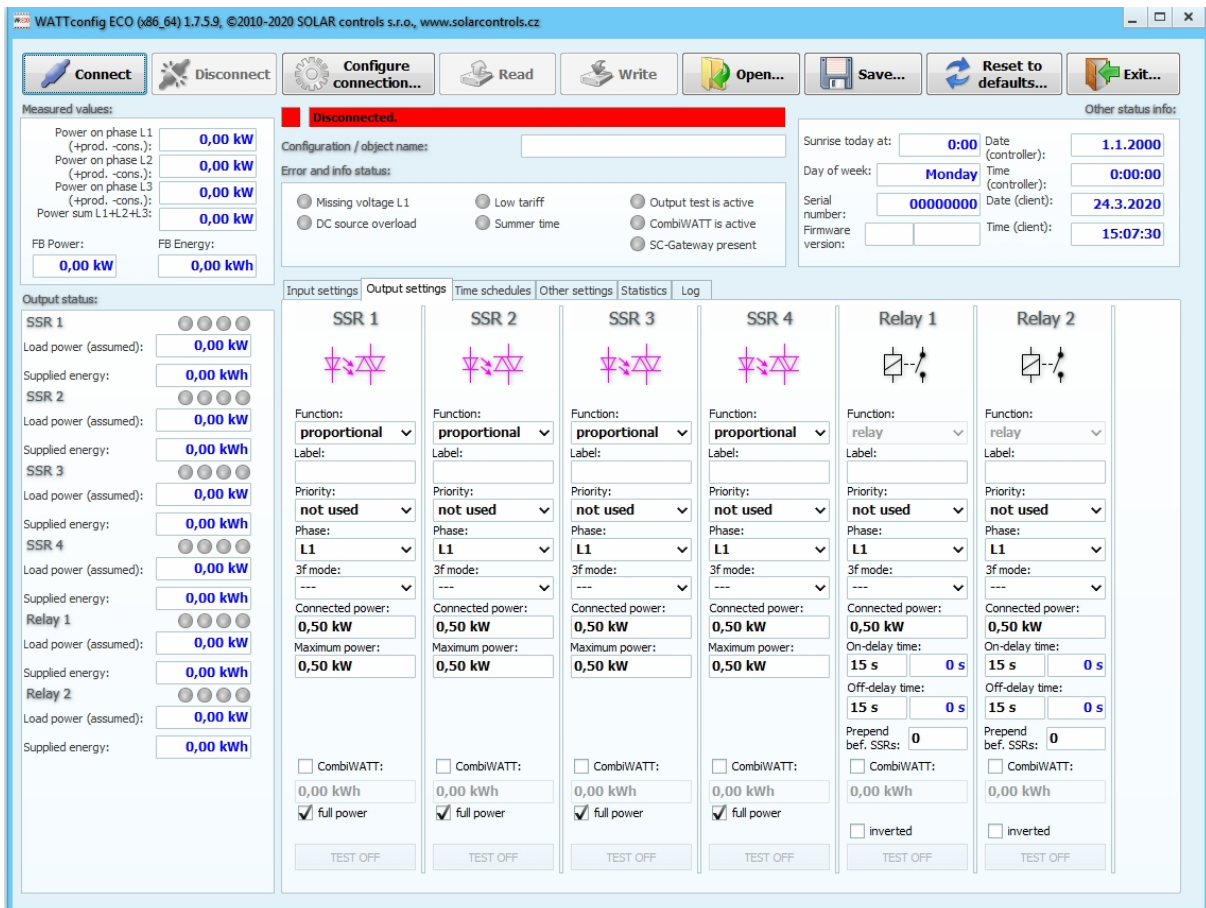 WATTconfig ECO (x86_64) 1.7.5.9, ©2010-2020 SOLAR controls s.r.o., www.solarcontrols.cz
Connect Disconnect Configure connection... Read Write Open... Save... Reset to defaults... Exit...
Measured values:
Power on phase L1 (+prod. -cons.): 0,00 kW
Power on phase L2 (+prod. -cons.): 0,00 kW
Power on phase L3 (+prod. -cons.): 0,00 kW
Power sum L1+L2+L3: 0,00 kW
FB Power: FB Energy:
0,00 kW 0,00 kWh
Disconnected.
Configuration / object name:
Error and info status:
Missing voltage L1 Low tariff Output test is active
DC source overload Summer time CombiWATT is active
SC-Gateway present
Other status info:
Sunrise today at: 0:00 Date (controller): 1.1.2000
Day of week: Monday Time (controller): 0:00:00
Serial number: 00000000 Date (client): 24.3.2020
Firmware version: Time (client): 15:07:30
Output status:
SSR 1
Load power (assumed): 0,00 kW
Supplied energy: 0,00 kWh
SSR 2
Load power (assumed): 0,00 kW
Supplied energy: 0,00 kWh
SSR 3
Load power (assumed): 0,00 kW
Supplied energy: 0,00 kWh
SSR 4
Load power (assumed): 0,00 kW
Supplied energy: 0,00 kWh
Relay 1
Load power (assumed): 0,00 kW
Supplied energy: 0,00 kWh
Relay 2
Load power (assumed): 0,00 kW
Supplied energy: 0,00 kWh
Input settings Output settings Time schedules Other settings Statistics Log
SSR 1 SSR 2 SSR 3 SSR 4 Relay 1 Relay 2
Function: Function: Function: Function: Function: Function:
proportional proportional proportional proportional relay relay
Label: Label: Label: Label: Label: Label:
Priority: Priority: Priority: Priority: Priority: Priority:
not used not used not used not used not used not used
Phase: Phase: Phase: Phase: Phase: Phase:
L1 L1 L1 L1 L1 L1
3f mode: 3f mode: 3f mode: 3f mode: 3f mode: 3f mode:
--- --- --- --- --- ---
Connected power: Connected power: Connected power: Connected power: Connected power: Connected power:
0,50 kW 0,50 kW 0,50 kW 0,50 kW 0,50 kW 0,50 kW
Maximum power: Maximum power: Maximum power: Maximum power: On-delay time: On-delay time:
0,50 kW 0,50 kW 0,50 kW 0,50 kW 15 s 0 s 15 s 0 s
Off-delay time: Off-delay time:
15 s 0 s 15 s 0 s
Prepend bef. SSRs: 0 Prepend bef. SSRs: 0
CombiWATT: CombiWATT: CombiWATT: CombiWATT: CombiWATT: CombiWATT:
0,00 kWh 0,00 kWh 0,00 kWh 0,00 kWh 0,00 kWh 0,00 kWh
full power full power full power full power
inverted inverted
TEST OFF TEST OFF TEST OFF TEST OFF TEST OFF TEST OFF